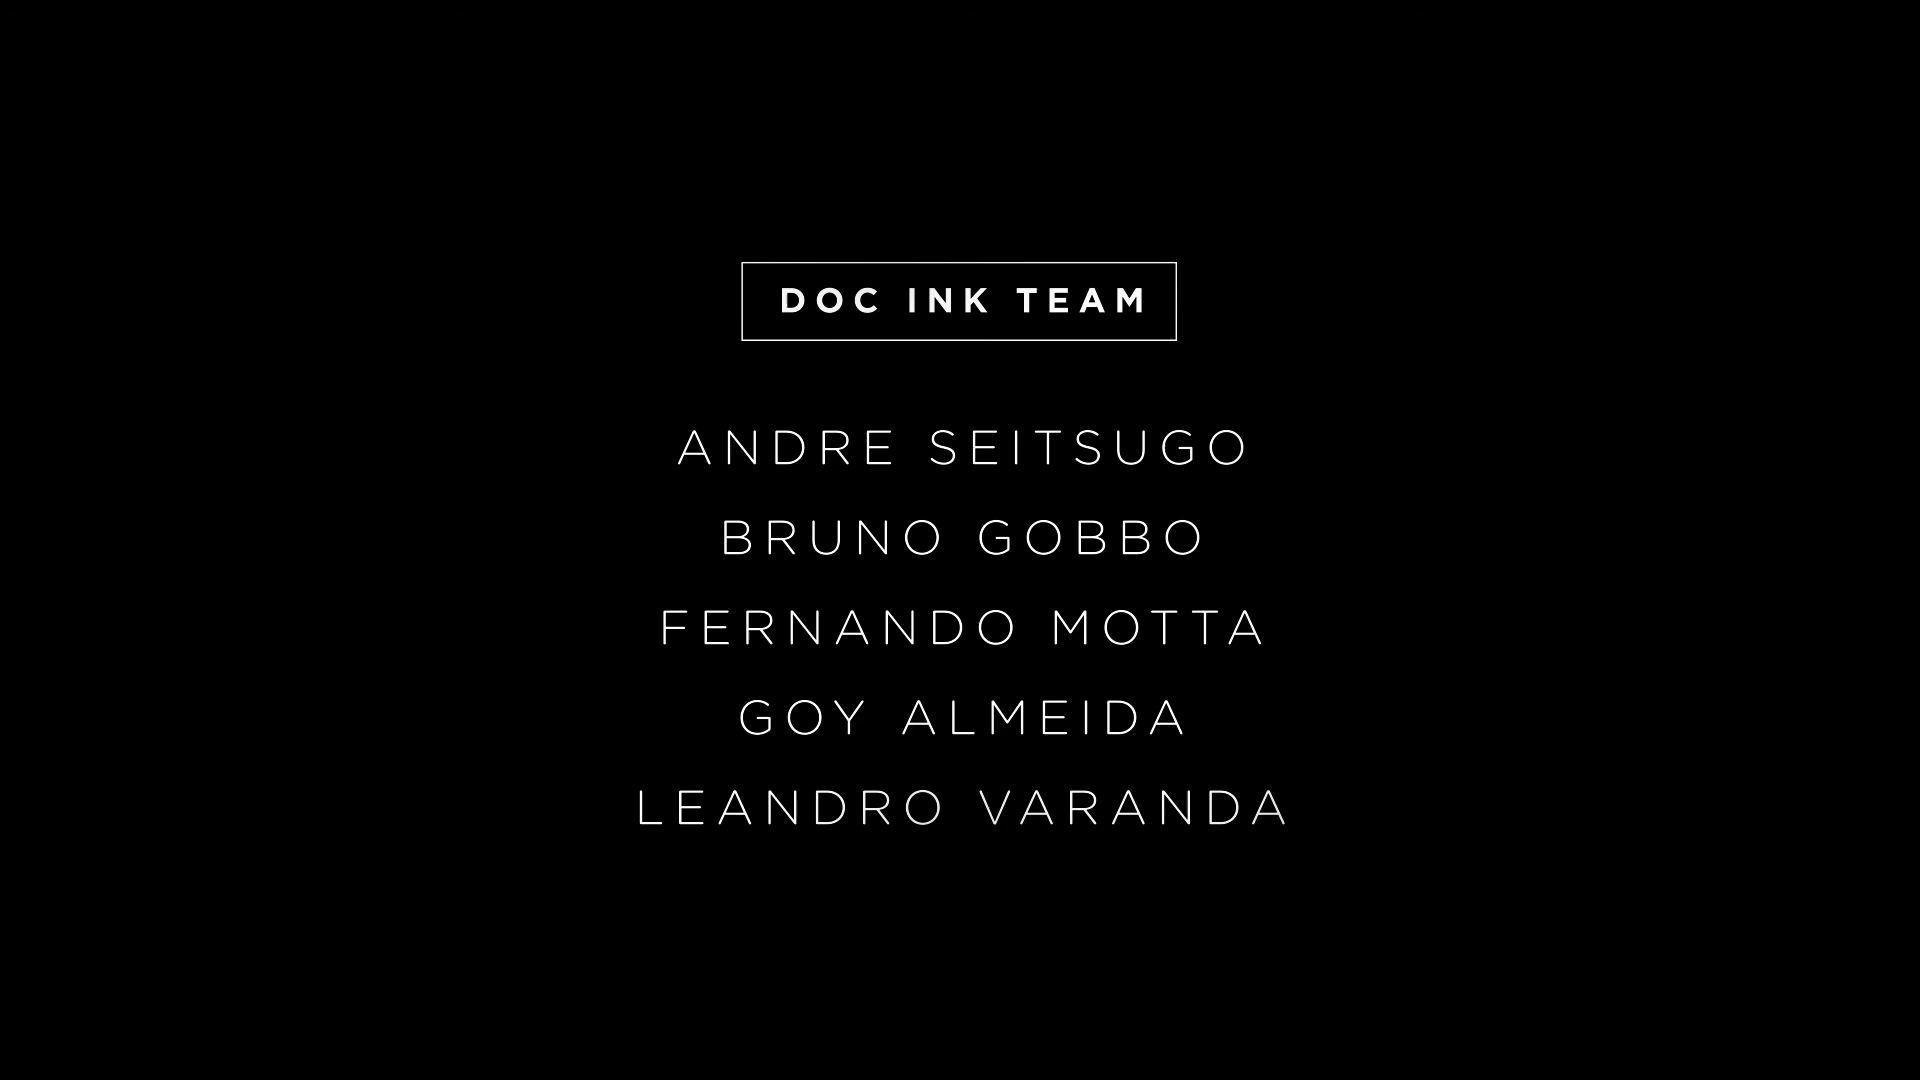 DOC INK TEAM
ANDRE SEITSUGO
BRUNO GOBBO
FERNANDO MOTTA
GOY ALMEIDA
LEANDRO VARANDA